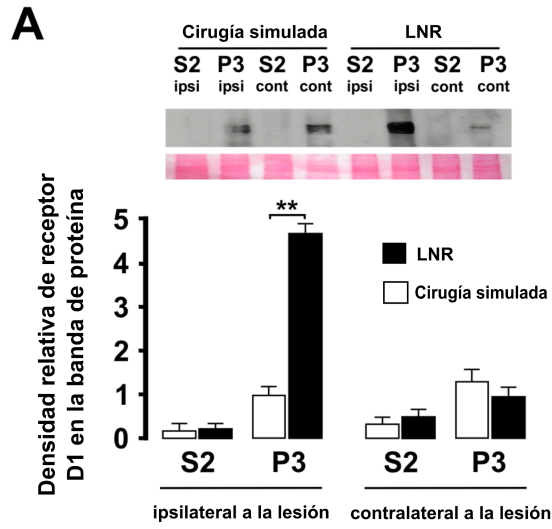 A
Cirugía simulada LNR
S2 P3 S2 P3 S2 P3 S2 P3
ipsi ipsi cont cont ipsi ipsi cont cont
Densidad relativa de receptor
D1 en la banda de proteína
5
4
3
2
1
0
**
LNR
Cirugía simulada
S2 P3 S2 P3
ipsilateral a la lesión contralateral a la lesión